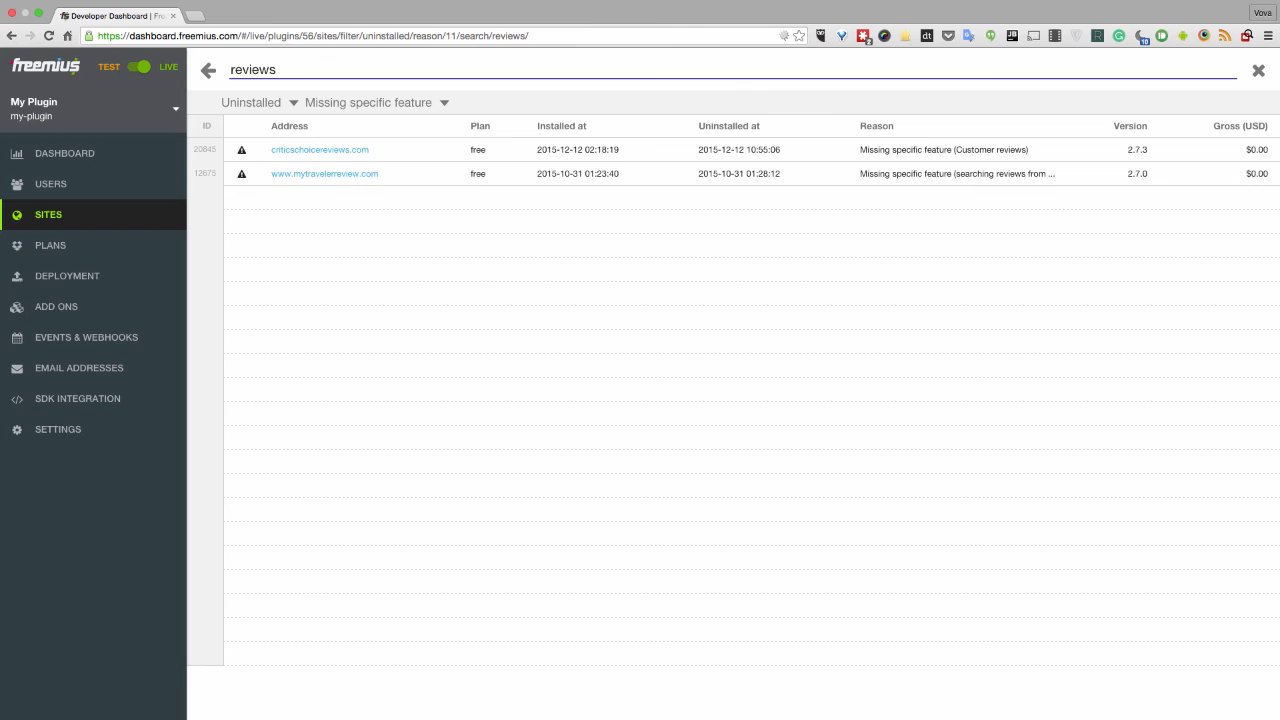 Developer Dashboard | Fre
Vova
https://dashboard.freemius.com/#/live/plugins/56/sites/filter/uninstalled/reason/11/search/reviews/
freemius
TEST
LIVE
My Plugin
my-plugin
DASHBOARD
USERS
SITES
PLANS
DEPLOYMENT
ADD ONS
EVENTS & WEBHOOKS
EMAIL ADDRESSES
SDK INTEGRATION
SETTINGS
reviews
Uninstalled Missing specific feature
ID Address Plan Installed at Uninstalled at Reason Version Gross (USD)
20845 criticschoicereviews.com free 2015-12-12 02:18:19 2015-12-12 10:55:06 Missing specific feature (Customer reviews) 2.7.3 $0.00
12675 www.mytravelerreview.com free 2015-10-31 01:23:40 2015-10-31 01:28:12 Missing specific feature (searching reviews from ... 2.7.0 $0.00